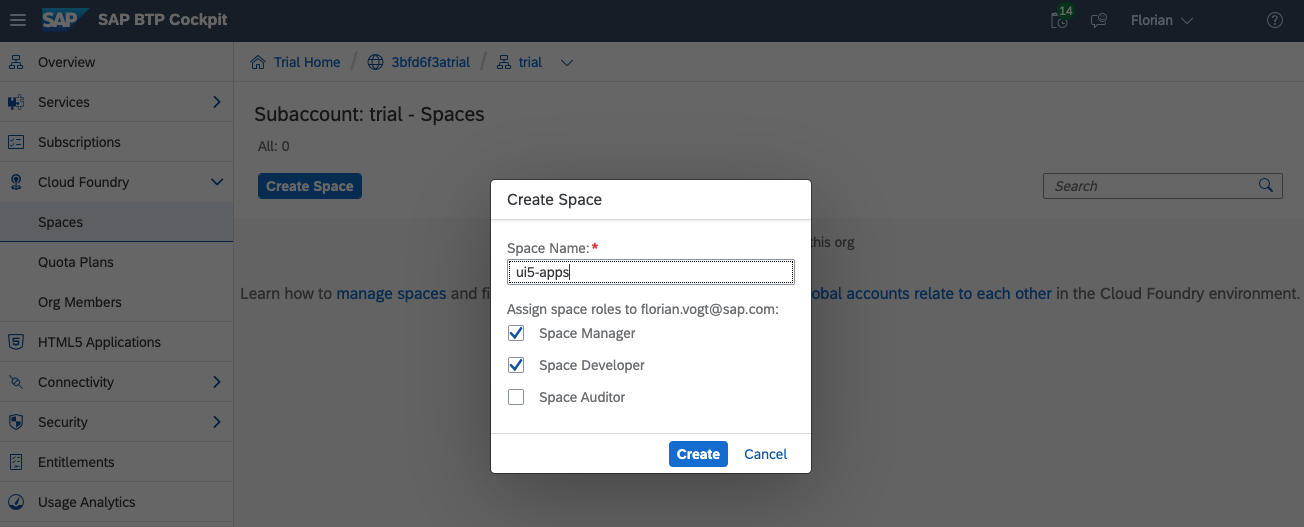 SAP SAP BTP Cockpit 14 Florian
Overview
Services
Subscriptions
Cloud Foundry
Spaces
Quota Plans
Org Members
HTML5 Applications
Connectivity
Security
Entitlements
Usage Analytics
Trial Home / 3bfd6f3atrial / trial
Subaccount: trial - Spaces
All: 0
Create Space
Search
this org
Learn how to manage spaces and fi
obal accounts relate to each other in the Cloud Foundry environment.
Create Space
Space Name:*
ui5-apps
Assign space roles to florian.vogt@sap.com:
Space Manager
Space Developer
Space Auditor
Create Cancel